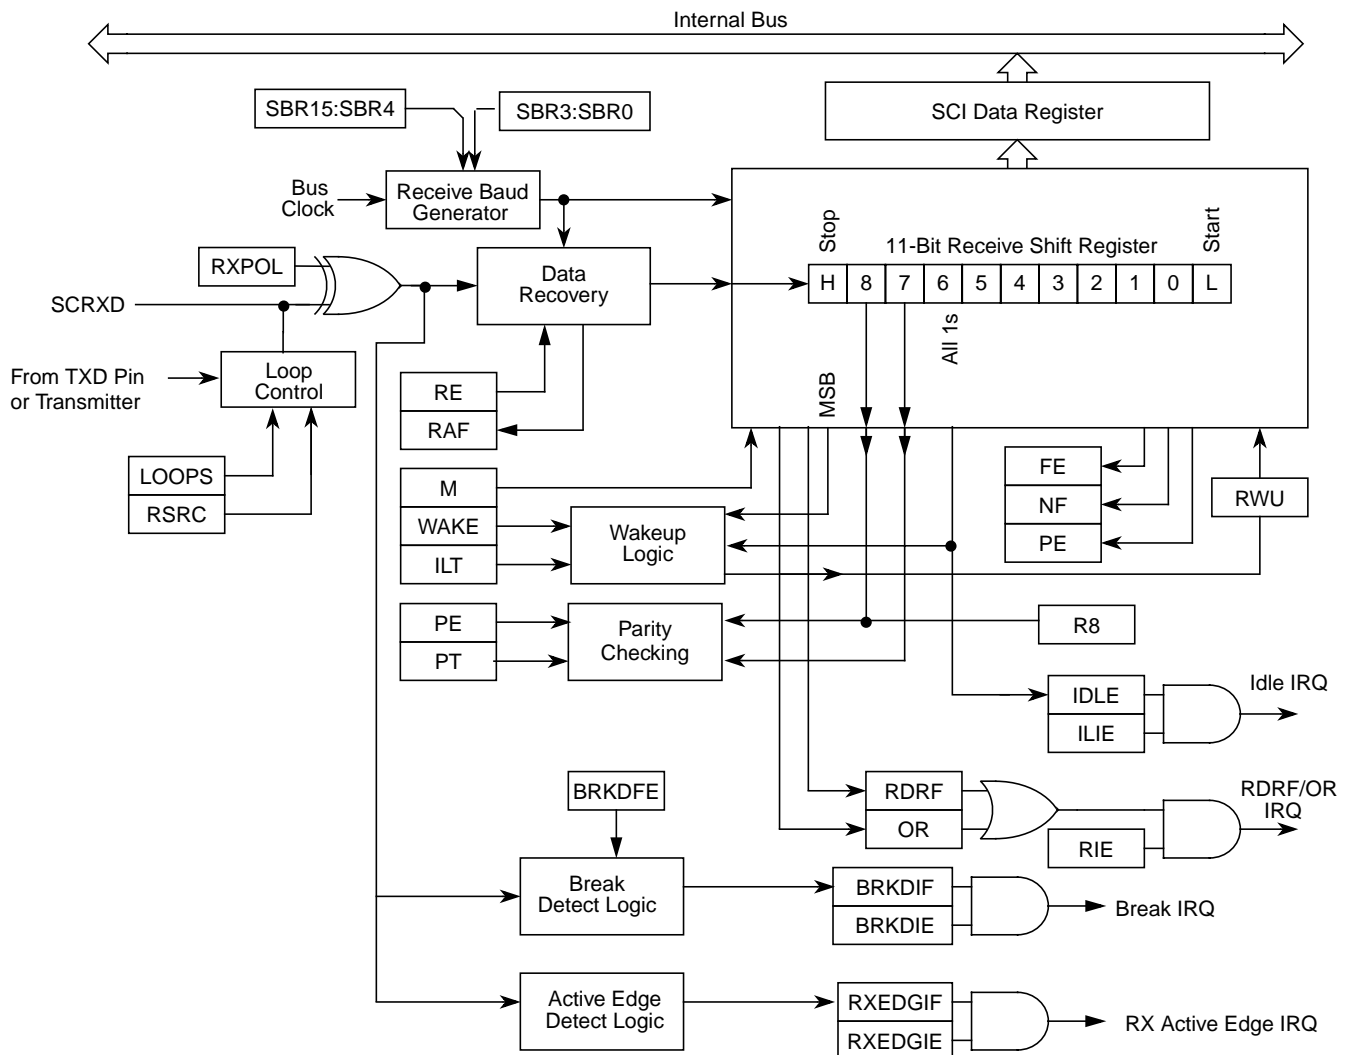 Internal Bus
SBR15:SBR4
SBR3:SBR0
SCI Data Register
Bus
Clock
Receive Baud
Generator
RXPOL
SCRXD
Data
Recovery
Stop
11-Bit Receive Shift Register
Start
H 8 7 6 5 4 3 2 1 0 L
All 1s
MSB
From TXD Pin
or Transmitter
Loop
Control
LOOPS
RSRC
RE
RAF
M
WAKE
ILT
Wakeup
Logic
FE
NF
PE
RWU
PE
PT
Parity
Checking
R8
IDLE
ILIE
Idle IRQ
BRKDFE
RDRF
OR
RIE
RDRF/OR
IRQ
Break
Detect Logic
BRKDIF
BRKDIE
Break IRQ
Active Edge
Detect Logic
RXEDGIF
RXEDGIE
RX Active Edge IRQ